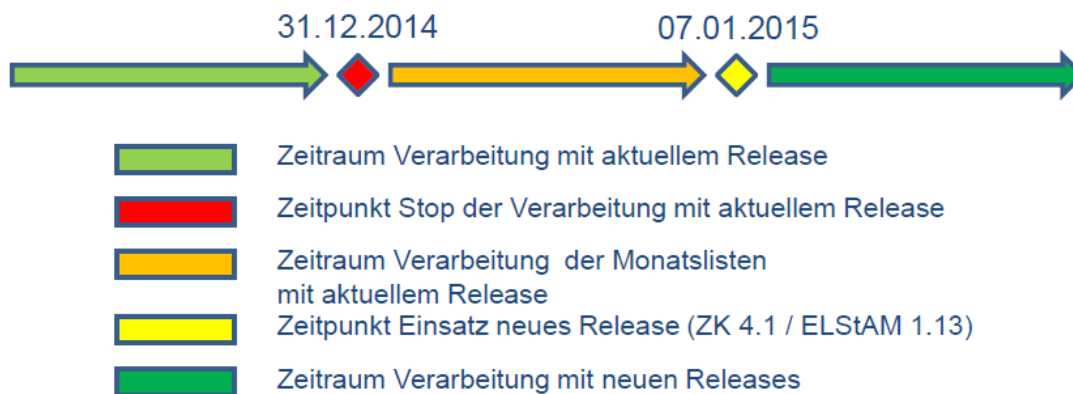 31.12.2014 07.01.2015
Zeitraum Verarbeitung mit aktuellem Release
Zeitpunkt Stop der Verarbeitung mit aktuellem Release
Zeitraum Verarbeitung der Monatslisten
mit aktuellem Release
Zeitpunkt Einsatz neues Release (ZK 4.1 / ELStAM 1.13)
Zeitraum Verarbeitung mit neuen Releases